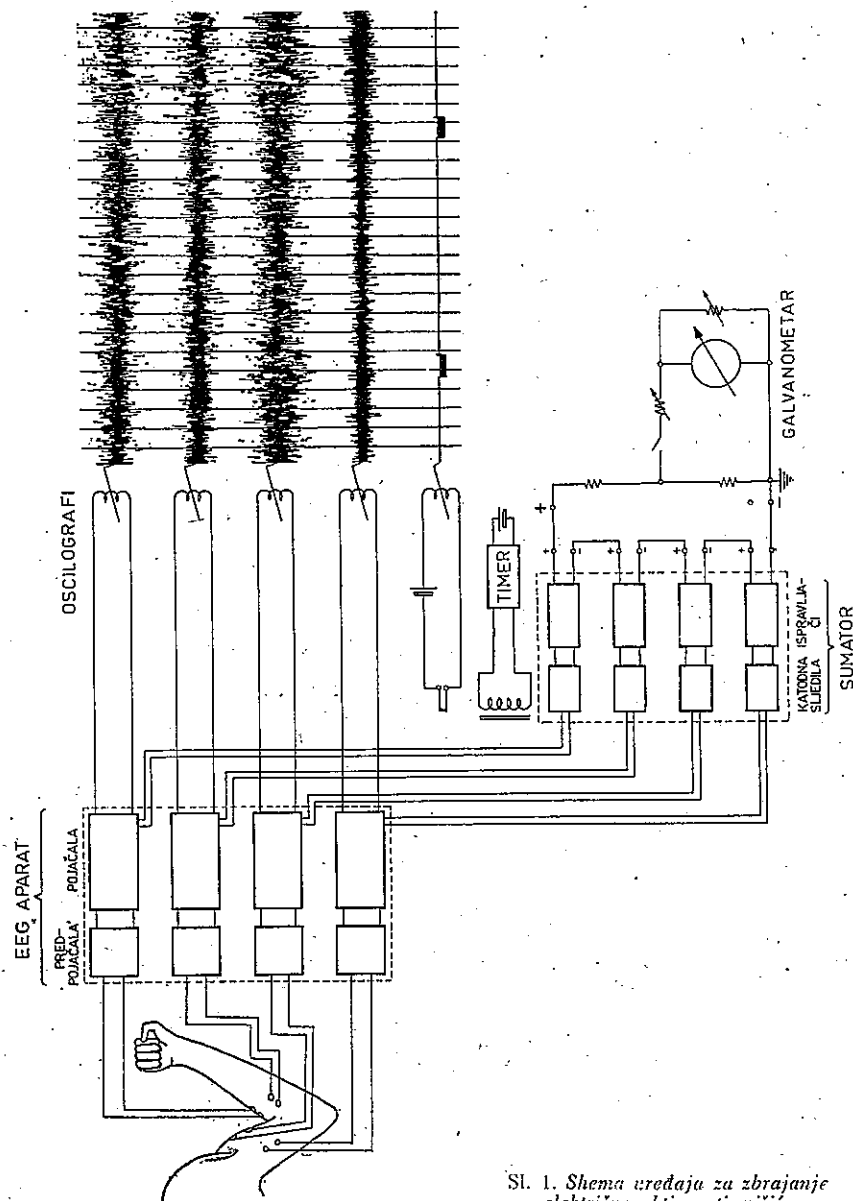 OSCILOGRAFI
EEG APARAT
PRED-
POJAČALA
POJAČALA
TIMER
GALVANOMETAR
KATODNA
SLJEDILA
ISPRAVLJA-
ČI
SUMATOR
Sl. 1. Shema uređaja za zbrajanje